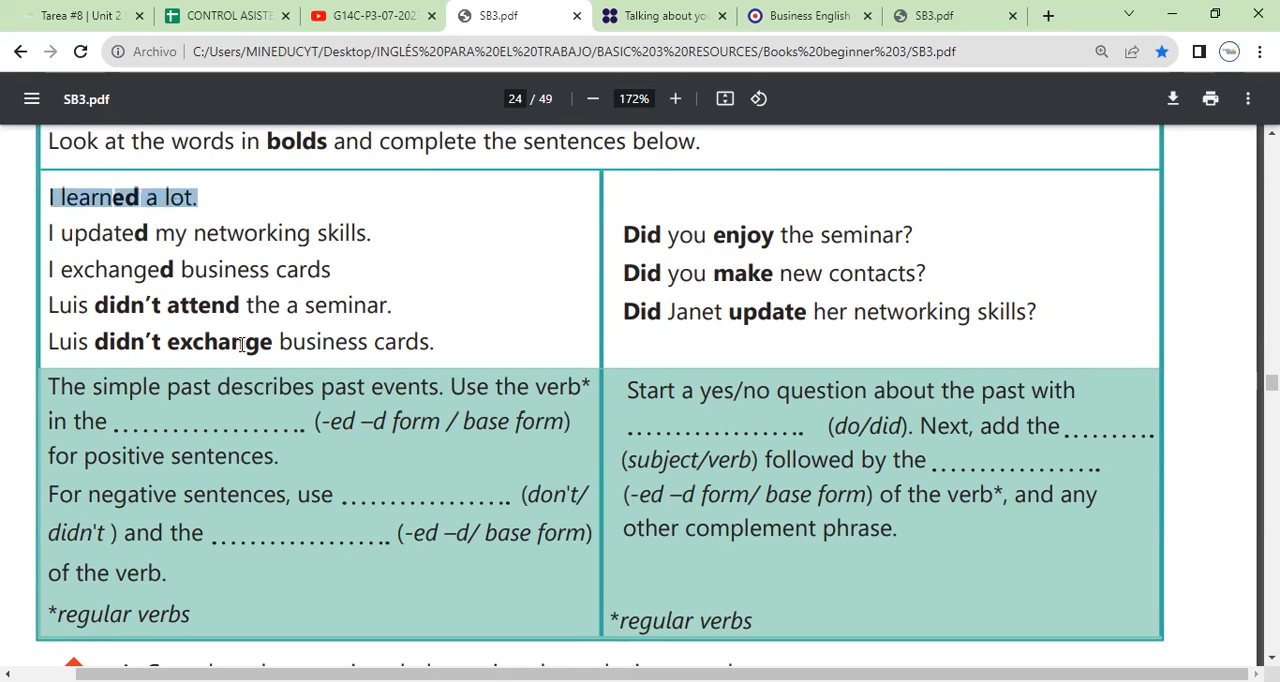 Tarea #8 | Unit 2
CONTROL ASISTE
G14C-P3-07-202
SB3.pdf
Talking about you
Business English
SB3.pdf
Archivo
C:/Users/MINEDUCYT/Desktop/INGLÉS%20PARA%20EL%20TRABAJO/BASIC%203%20RESOURCES/Books%20beginner%203/SB3.pdf
SB3.pdf
24 / 49
172%
Look at the words in bolds and complete the sentences below.
I learned a lot.
I updated my networking skills.
I exchanged business cards
Luis didn't attend the a seminar.
Luis didn't exchange business cards.
Did you enjoy the seminar?
Did you make new contacts?
Did Janet update her networking skills?
The simple past describes past events. Use the verb*
in the ................... (-ed –d form / base form)
for positive sentences.
For negative sentences, use ................. (don't/
didn't ) and the .................. (-ed –d/ base form)
of the verb.
*regular verbs
Start a yes/no question about the past with
.................. (do/did). Next, add the ..........
(subject/verb) followed by the .................
(-ed –d form/ base form) of the verb*, and any
other complement phrase.
*regular verbs